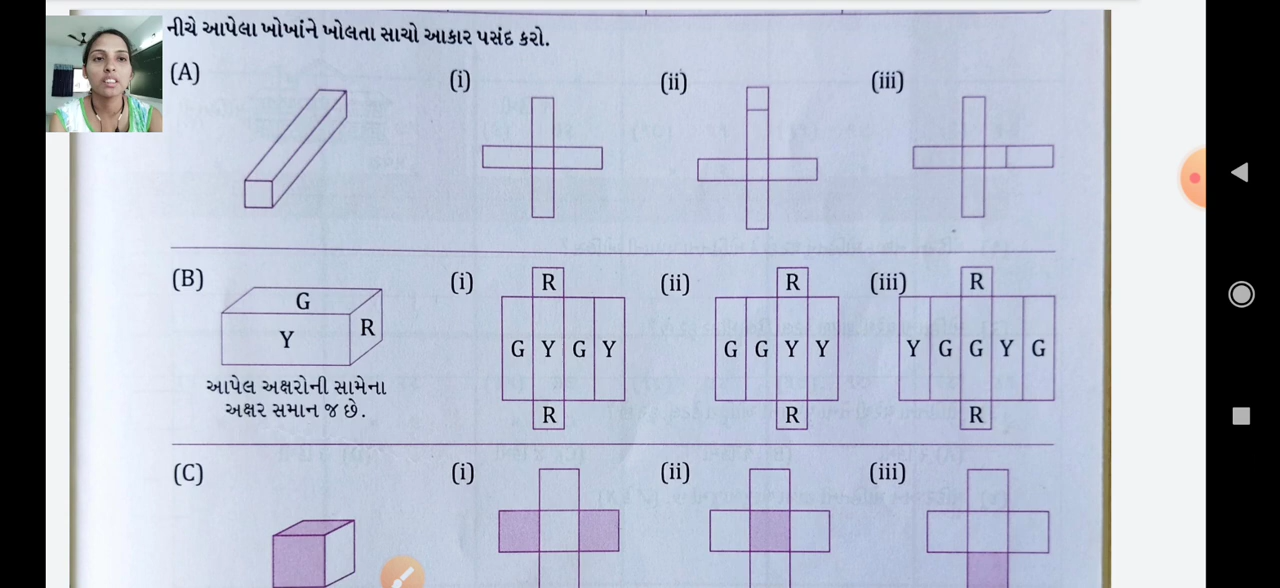 નીચે આપેલા ખોખાંને ખોલતા સાચો આકાર પસંદ કરો.
(A) (i) (ii) (iii)
(B) (i) (ii) (iii)
G Y R
R R R
G Y G Y G G Y Y Y G G Y G
R R R
આપેલ અક્ષરોની સામેના
અક્ષર સમાન જ છે.
(C) (i) (ii) (iii)